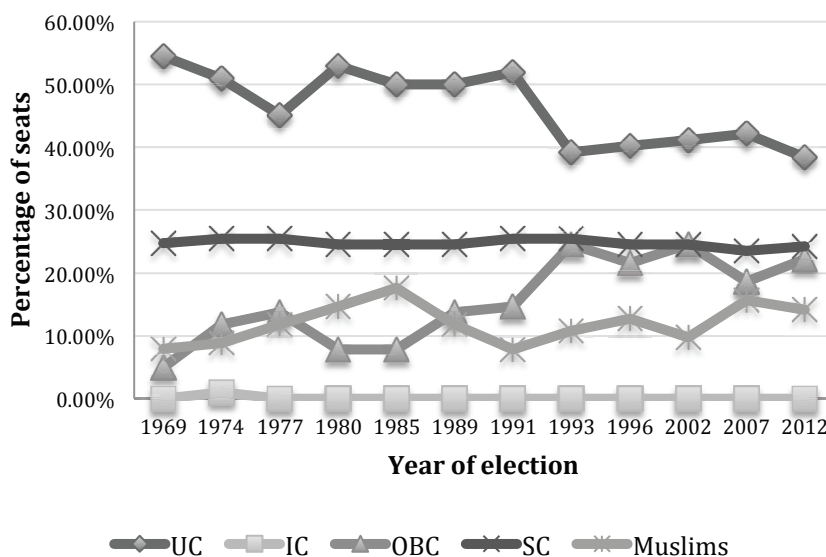 60.00%
50.00%
40.00%
30.00%
20.00%
10.00%
0.00%
Percentage of seats
1969 1974 1977 1980 1985 1989 1991 1993 1996 2002 2007 2012
Year of election
UC IC OBC SC Muslims